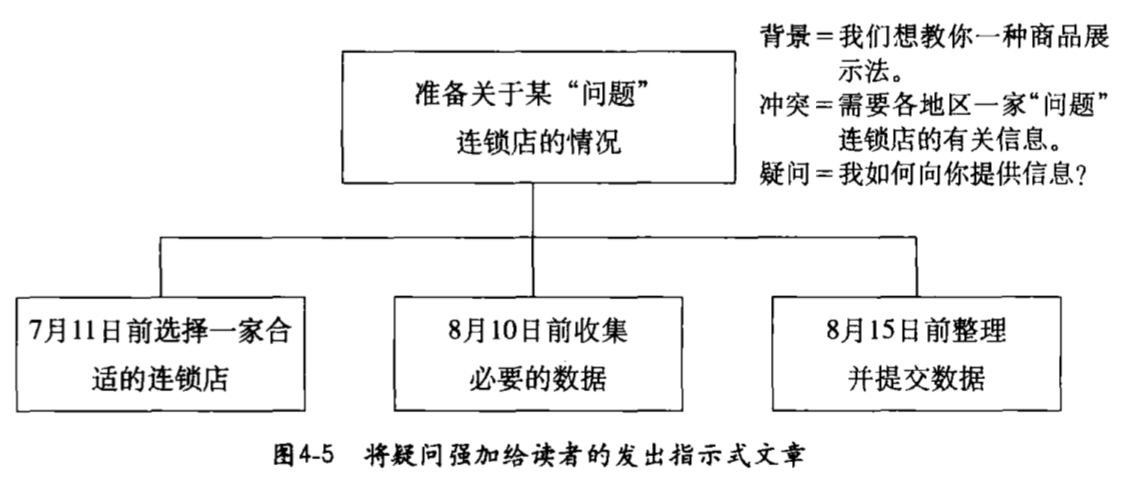 背景＝我们想教你一种商品展
示法。
冲突＝需要各地区一家“问题”
连锁店的有关信息。
疑问＝我如何向你提供信息？
准备关于某“问题”
连锁店的情况
7月11日前选择一家合
适的连锁店
8月10日前收集
必要的数据
8月15日前整理
并提交数据
图4-5 将疑问强加给读者的发出指示式文章